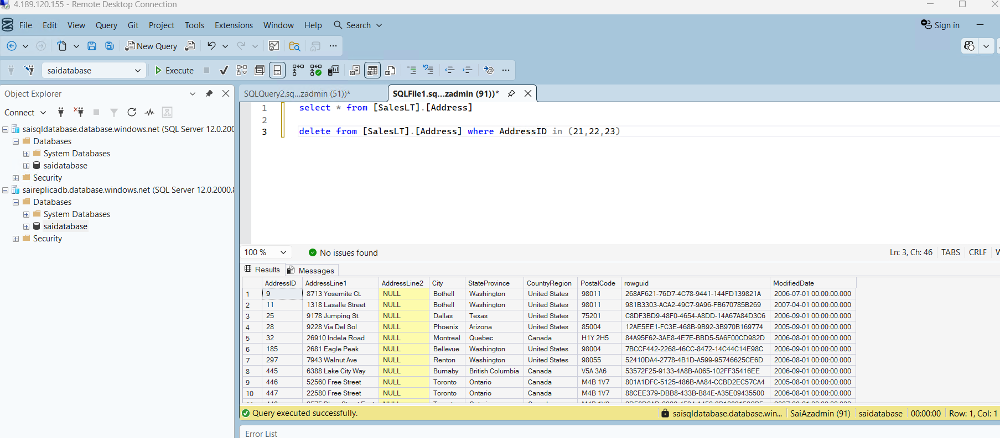 4.189.120.155 - Remote Desktop Connection
File Edit View Query Git Project Tools Extensions Window Help Search Sign in
New Query
saidatabase Execute
Object Explorer
SQLQuery2.sq...zadmin (51))* SQLFile1.sq...zadmin (91))*
Connect
saisqldatabase.database.windows.net (SQL Server 12.0.200
Databases
System Databases
saidatabase
Security
saireplicadb.database.windows.net (SQL Server 12.0.2000.8
Databases
System Databases
saidatabase
Security
1 select * from [SalesLT].[Address]
2
3 delete from [SalesLT].[Address] where AddressID in (21,22,23)
100 % No issues found Ln: 3, Ch: 46 TABS CRLF W
Results Messages
AddressID AddressLine1 AddressLine2 City StateProvince CountryRegion PostalCode rowguid ModifiedDate
1 9 8713 Yosemite Ct. NULL Bothell Washington United States 98011 268AF621-76D7-4C78-9441-144FD139821A 2006-07-01 00:00:00.000
2 11 1318 Lasalle Street NULL Bothell Washington United States 98011 981B3303-ACA2-49C7-9A96-FB670785B269 2007-04-01 00:00:00.000
3 25 9178 Jumping St. NULL Dallas Texas United States 75201 C8DF3BD9-48F0-4654-A8DD-14A67A84D3C6 2006-09-01 00:00:00.000
4 28 9228 Via Del Sol NULL Phoenix Arizona United States 85004 12AE5EE1-FC3E-468B-9B92-3B970B169774 2005-09-01 00:00:00.000
5 32 26910 Indela Road NULL Montreal Quebec Canada H1Y 2H5 84A95F62-3AE8-4E7E-BBD5-5A6F00CD982D 2006-08-01 00:00:00.000
6 185 2681 Eagle Peak NULL Bellevue Washington United States 98004 7BCCF442-2268-46CC-8472-14C44C14E98C 2006-09-01 00:00:00.000
7 297 7943 Walnut Ave NULL Renton Washington United States 98055 52410DA4-2778-4B1D-A599-95746625CE6D 2006-08-01 00:00:00.000
8 445 6388 Lake City Way NULL Burnaby British Columbia Canada V5A 3A6 53572F25-9133-4A8B-A065-102FF35416EE 2006-09-01 00:00:00.000
9 446 52560 Free Street NULL Toronto Ontario Canada M4B 1V7 801A1DFC-5125-486B-AA84-CCBD2EC57CA4 2005-08-01 00:00:00.000
10 447 22580 Free Street NULL Toronto Ontario Canada M4B 1V7 88CEE379-DBB8-433B-B84E-A35E09435500 2006-08-01 00:00:00.000
Query executed successfully. saisqldatabase.database.win... SaiAzadmin (91) saidatabase 00:00:00 Row: 1, Col: 1
Error List